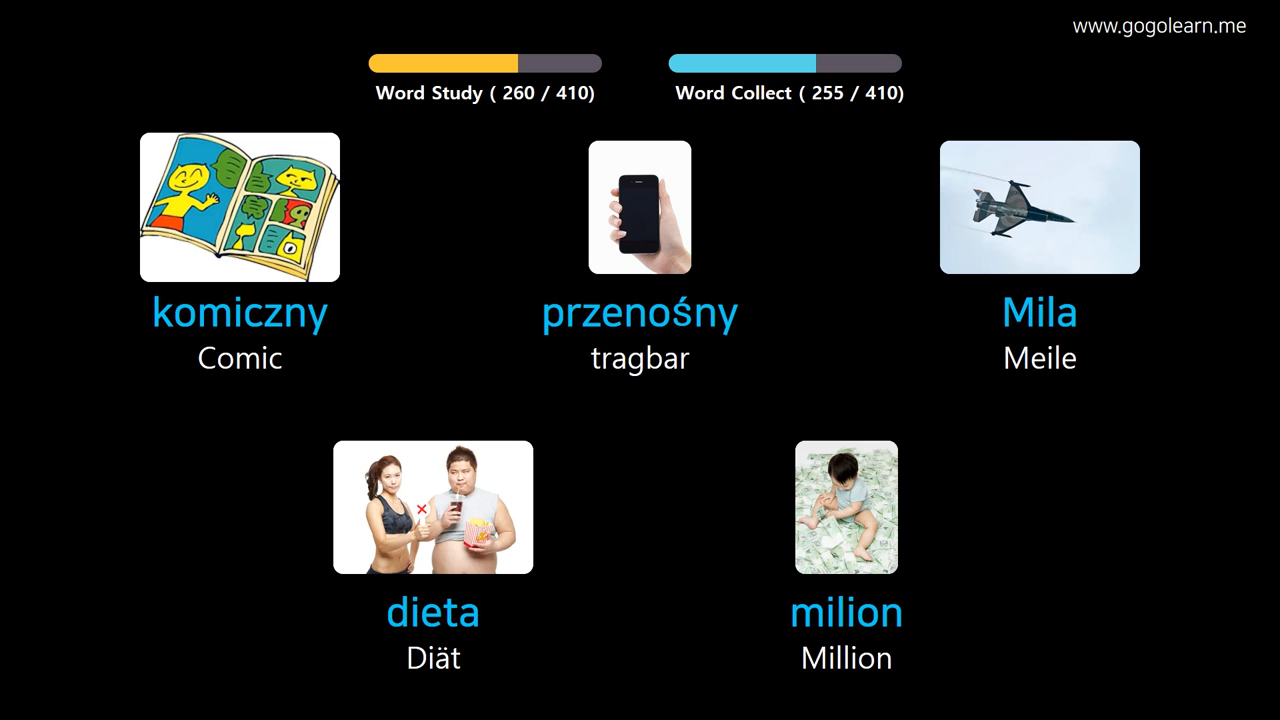 www.gogolearn.me
Word Study ( 260 / 410)
Word Collect ( 255 / 410)
komiczny
Comic
przenośny
tragbar
Mila
Meile
dieta
Diät
milion
Million